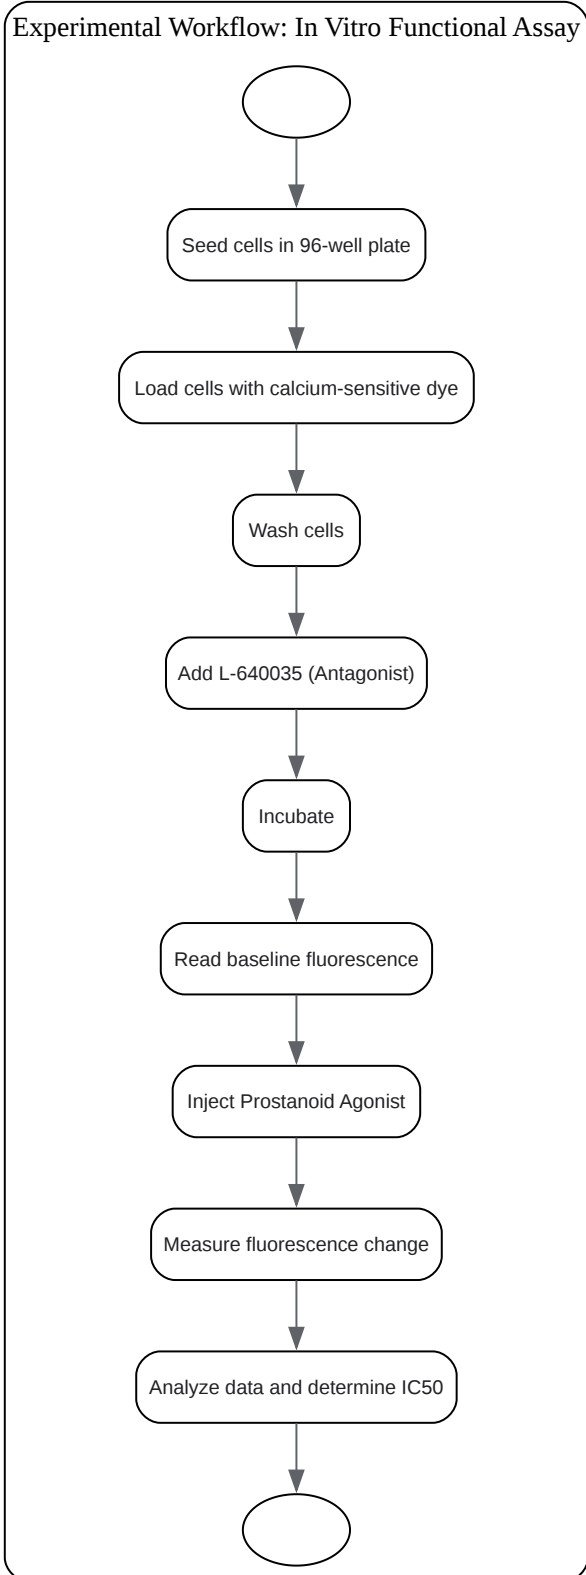 Experimental Workflow: In Vitro Functional Assay
Seed cells in 96-well plate
Load cells with calcium-sensitive dye
Wash cells
Add L-640035 (Antagonist)
Incubate
Read baseline fluorescence
Inject Prostanoid Agonist
Measure fluorescence change
Analyze data and determine IC50